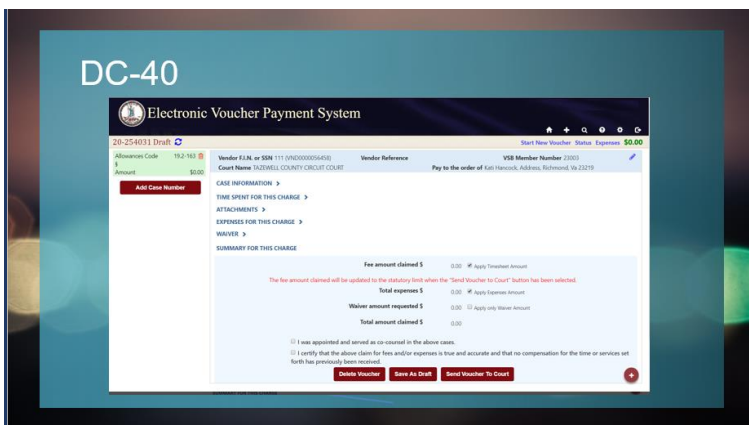 DC-40
Electronic Voucher Payment System
20-254031 Draft
Start New Voucher Status Expenses $0.00
Allowances Code 19.2-163
$
Amount $0.00
Add Case Number
Vendor F.I.N. or SSN 111 (VND0000056458) Vendor Reference VSB Member Number 23003
Court Name TAZEWELL COUNTY CIRCUIT COURT Pay to the order of Kati Hancock, Address, Richmond, Va 23219
CASE INFORMATION >
TIME SPENT FOR THIS CHARGE >
ATTACHMENTS >
EXPENSES FOR THIS CHARGE >
WAIVER >
SUMMARY FOR THIS CHARGE
Fee amount claimed $ 0.00 Apply Timesheet Amount
The fee amount claimed will be updated to the statutory limit when the "Send Voucher to Court" button has been selected.
Total expenses $ 0.00 Apply Expenses Amount
Waiver amount requested $ 0.00 Apply only Waiver Amount
Total amount claimed $ 0.00
I was appointed and served as co-counsel in the above cases.
I certify that the above claim for fees and/or expenses is true and accurate and that no compensation for the time or services set
forth has previously been received.
Delete Voucher Save As Draft Send Voucher To Court
SUMMARY FOR THIS CHARGE